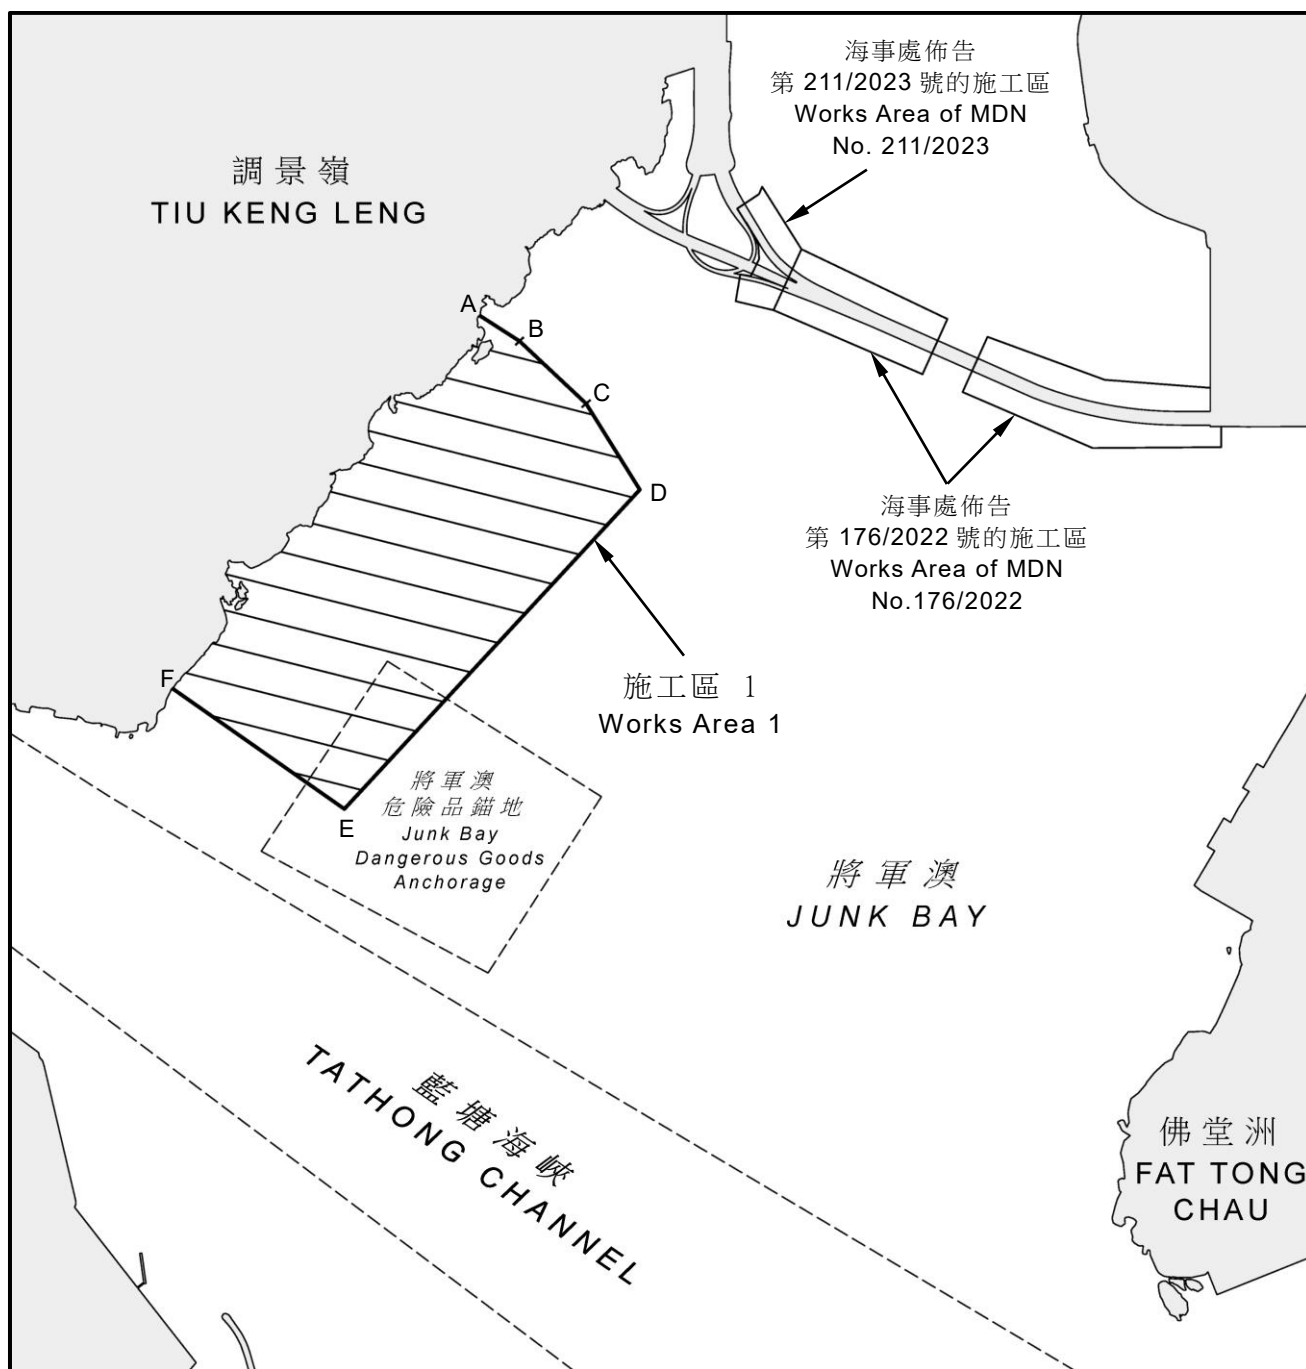 海事處佈告
第 211/2023 號的施工區
Works Area of MDN
No. 211/2023
調景嶺
TIU KENG LENG
A
B
C
D
海事處佈告
第 176/2022 號的施工區
Works Area of MDN
No.176/2022
F
施工區 1
Works Area 1
將軍澳
危險品錨地
Junk Bay
Dangerous Goods
Anchorage
E
將軍澳
JUNK BAY
藍塘海峽
TATHONG CHANNEL
佛堂洲
FAT TONG
CHAU